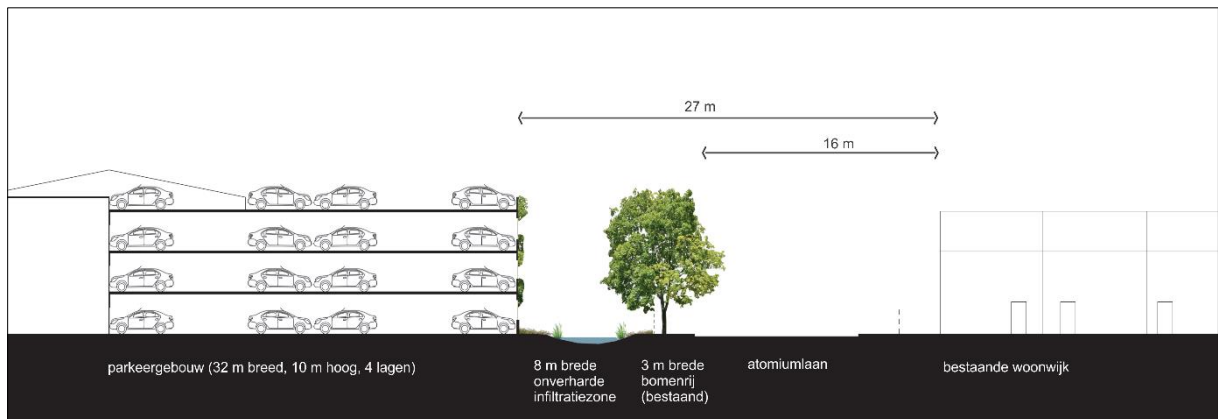 27 m
16 m
parkeergebouw (32 m breed, 10 m hoog, 4 lagen)
8 m brede
onverharde
infiltratiezone
3 m brede
bomenrij
(bestaand)
atomiumlaan
bestaande woonwijk